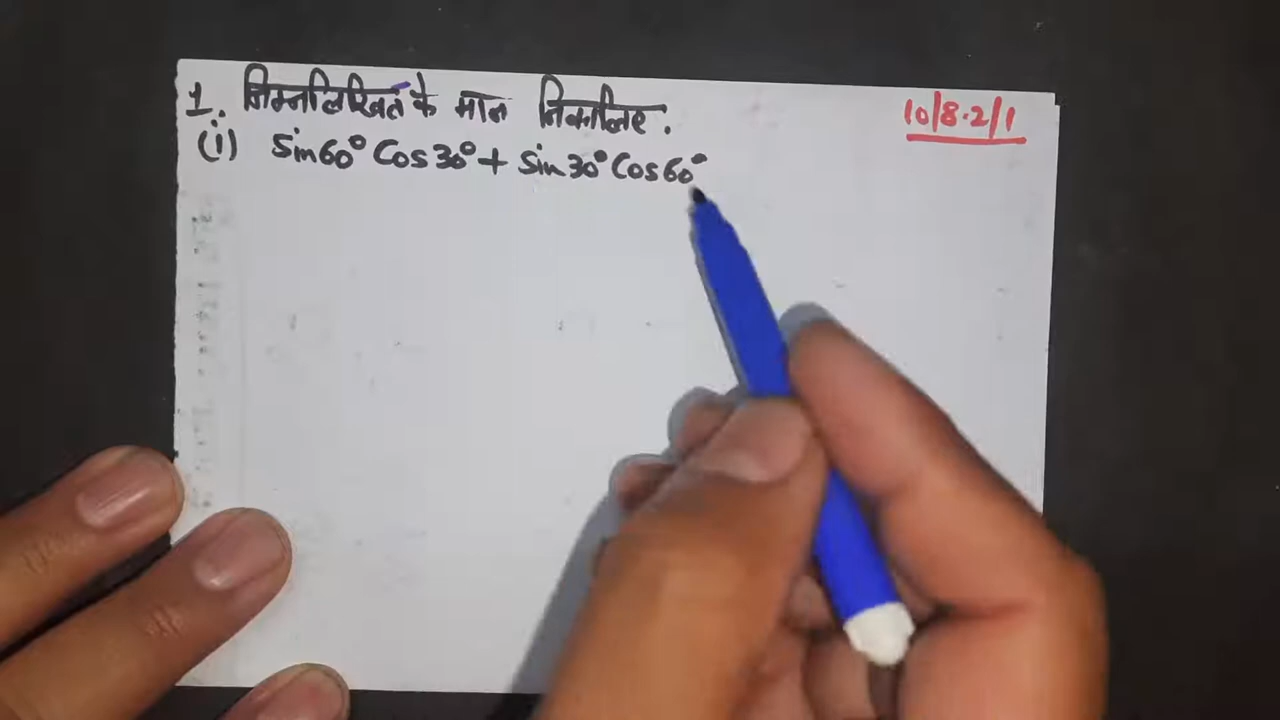 1. निम्नलिखित के मान निकालिए.
10/8.2/1
(i) Sin60° Cos30° + Sin30° Cos60°